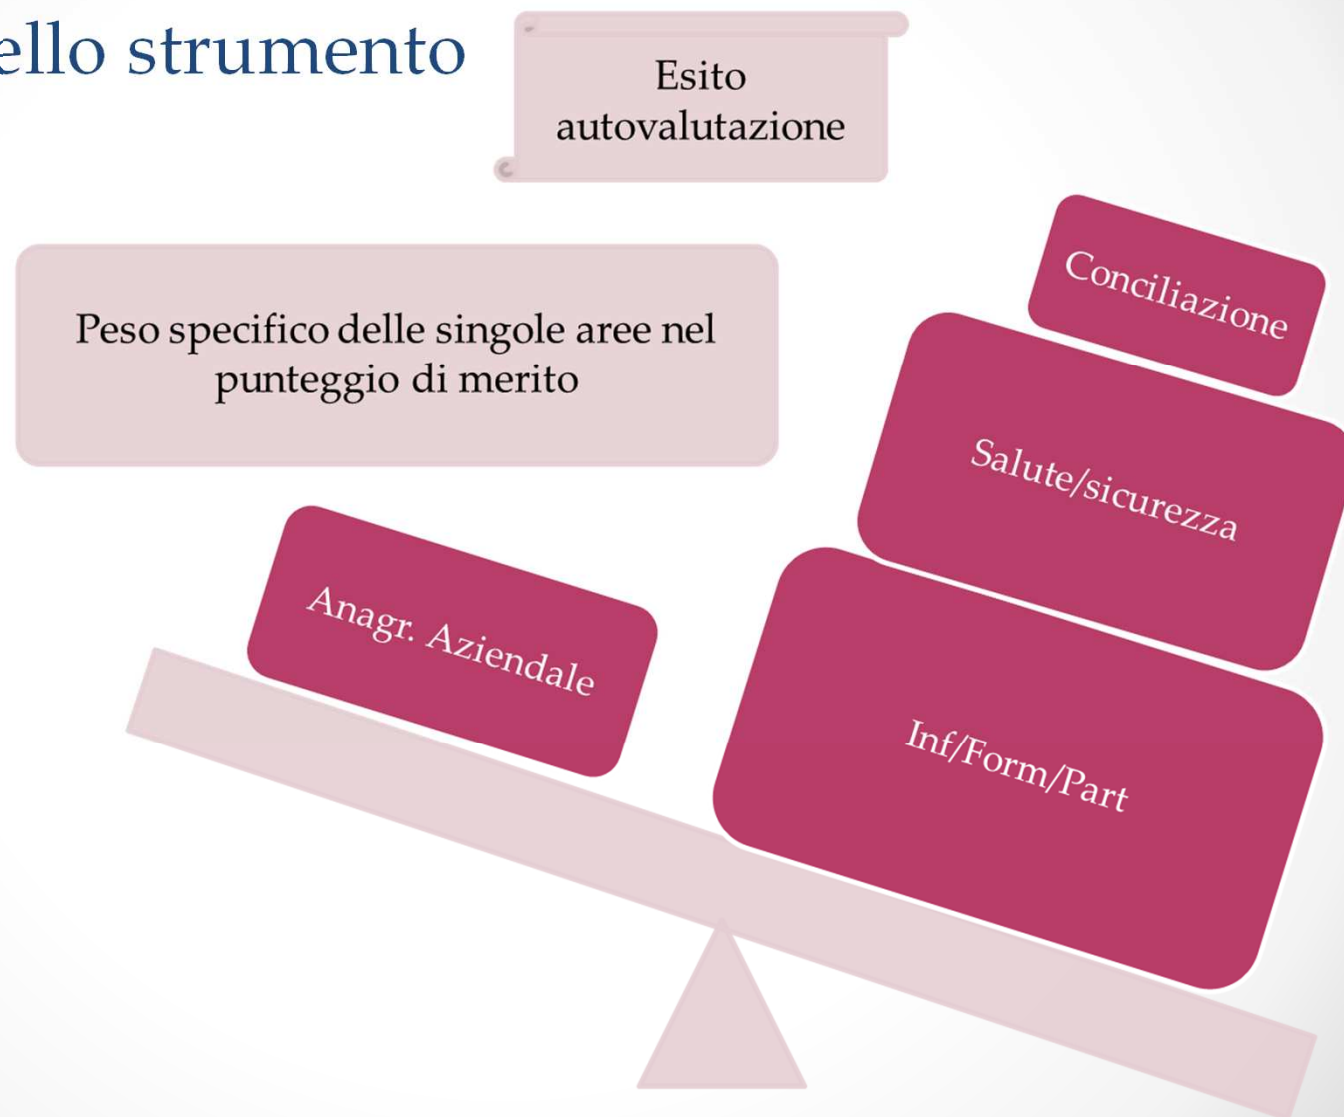 ello strumento
Esito
autovalutazione
Peso specifico delle singole aree nel
punteggio di merito
Conciliazione
Salute/sicurezza
Anagr. Aziendale
Inf/Form/Part